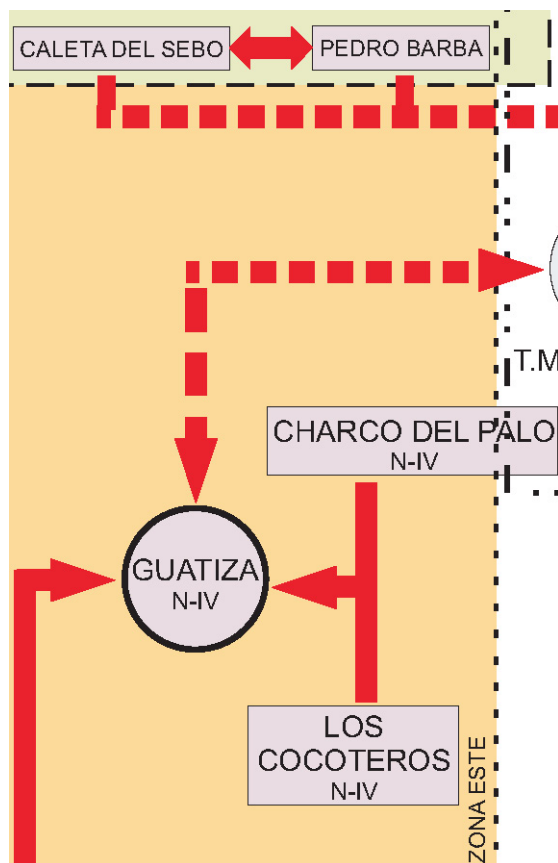 CALETA DEL SEBO
PEDRO BARBA
T.M
CHARCO DEL PALO
N-IV
GUATIZA
N-IV
LOS
COCOTEROS
N-IV
ZONA ESTE